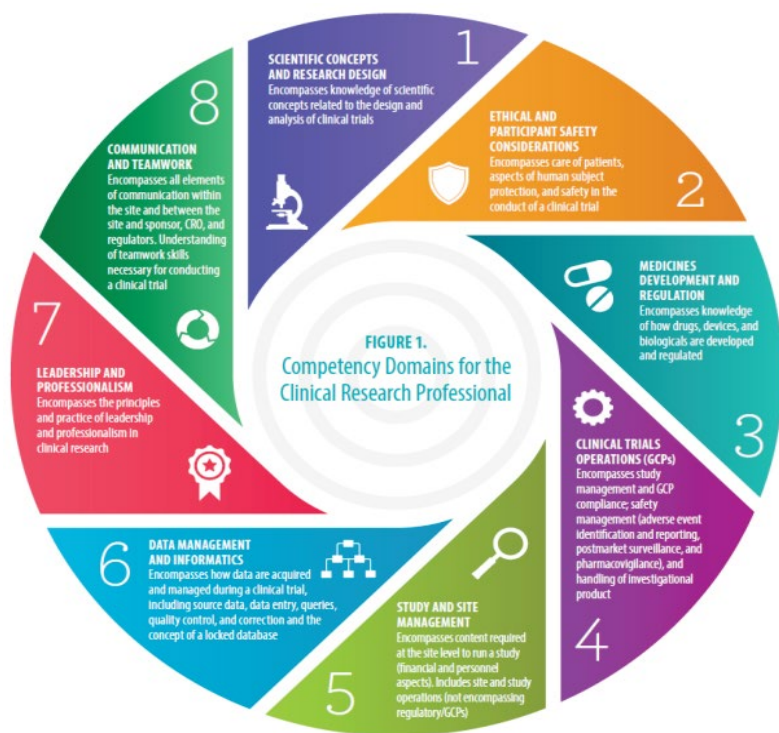 FIGURE 1.
Competency Domains for the
Clinical Research Professional
1
SCIENTIFIC CONCEPTS
AND RESEARCH DESIGN
Encompasses knowledge of scientific
concepts related to the design and
analysis of clinical trials
2
ETHICAL AND
PARTICIPANT SAFETY
CONSIDERATIONS
Encompasses care of patients,
aspects of human subject
protection, and safety in the
conduct of a clinical trial
3
MEDICINES
DEVELOPMENT AND
REGULATION
Encompasses knowledge
of how drugs, devices, and
biologicals are developed
and regulated
4
CLINICAL TRIALS
OPERATIONS (GCPs)
Encompasses study
management and GCP
compliance; safety
management (adverse event
identification and reporting,
postmarket surveillance, and
pharmacovigilance), and
handling of investigational
product
5
STUDY AND SITE
MANAGEMENT
Encompasses content required
at the site level to run a study
(financial and personnel
aspects). Includes site and study
operations (not encompassing
regulatory/GCPs)
6
DATA MANAGEMENT
AND INFORMATICS
Encompasses how data are acquired
and managed during a clinical trial,
including source data, data entry, queries,
quality control, and correction and the
concept of a locked database
7
LEADERSHIP AND
PROFESSIONALISM
Encompasses the principles
and practice of leadership
and professionalism in
clinical research
8
COMMUNICATION
AND TEAMWORK
Encompasses all elements
of communication within
the site and between the
site and sponsor, CRO, and
regulators. Understanding
of teamwork skills
necessary for conducting
a clinical trial